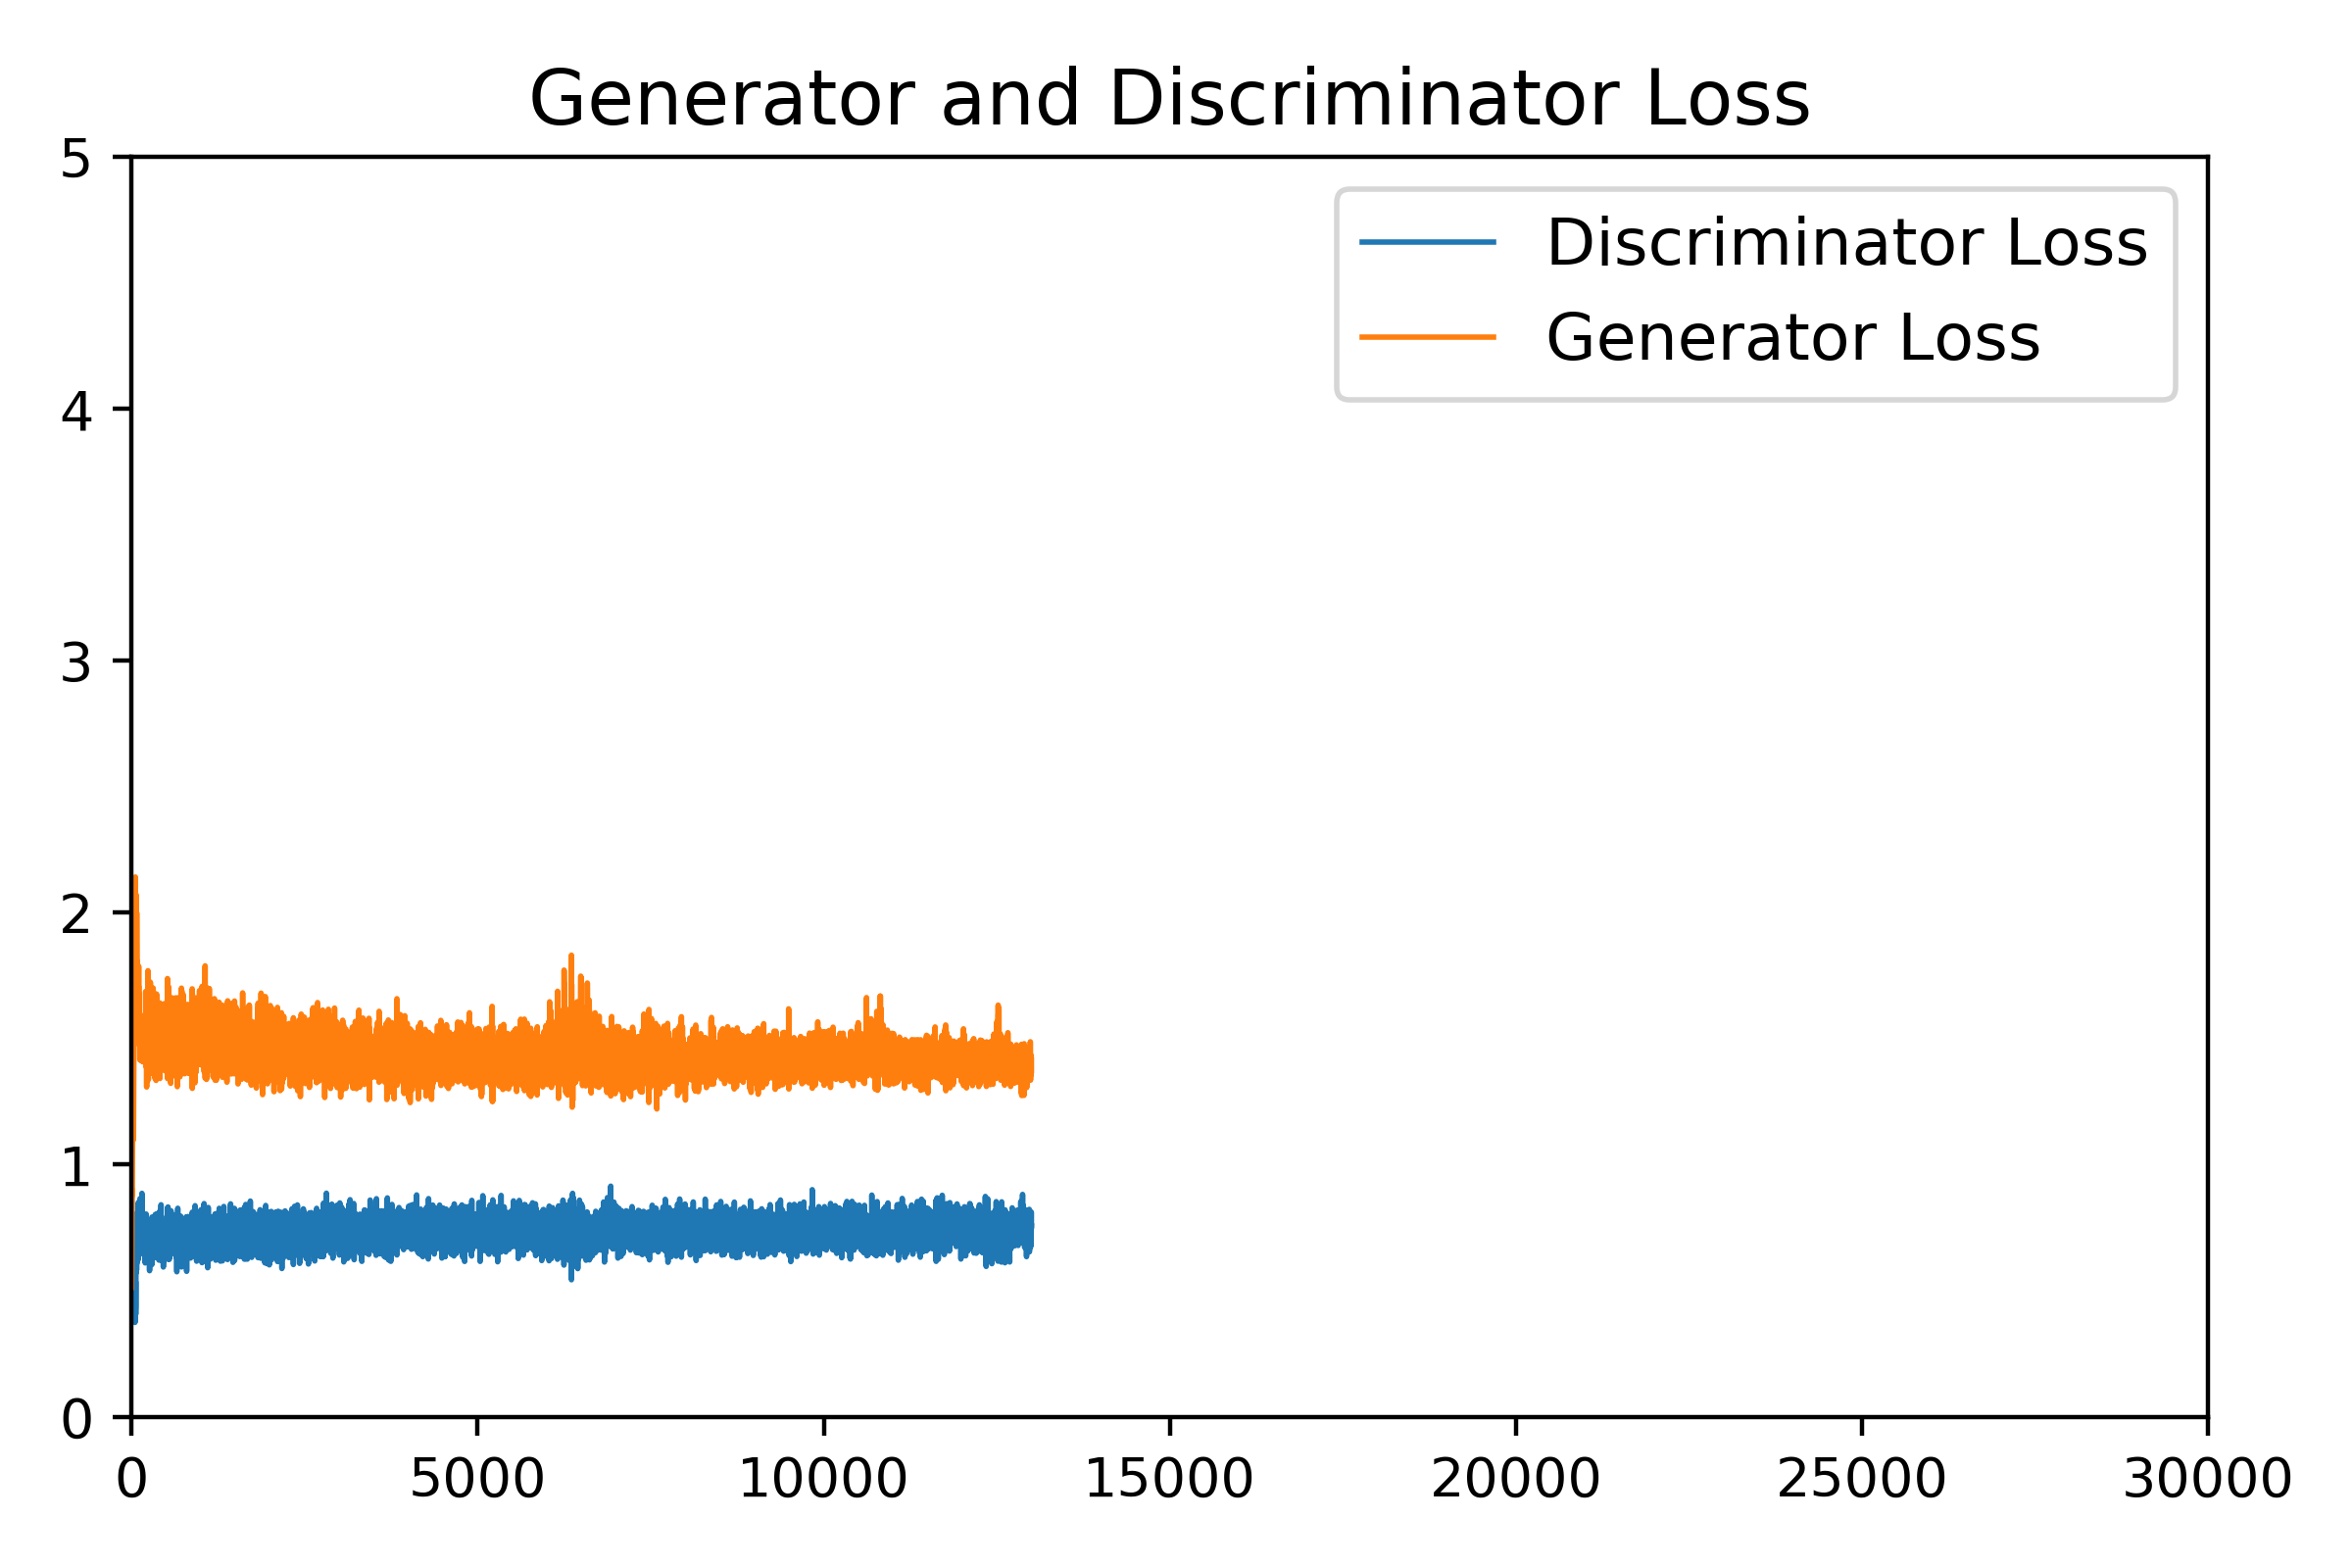 Generator and Discriminator Loss
5
Discriminator Loss
Generator Loss
4
3
2
1
0
0 5000 10000 15000 20000 25000 30000